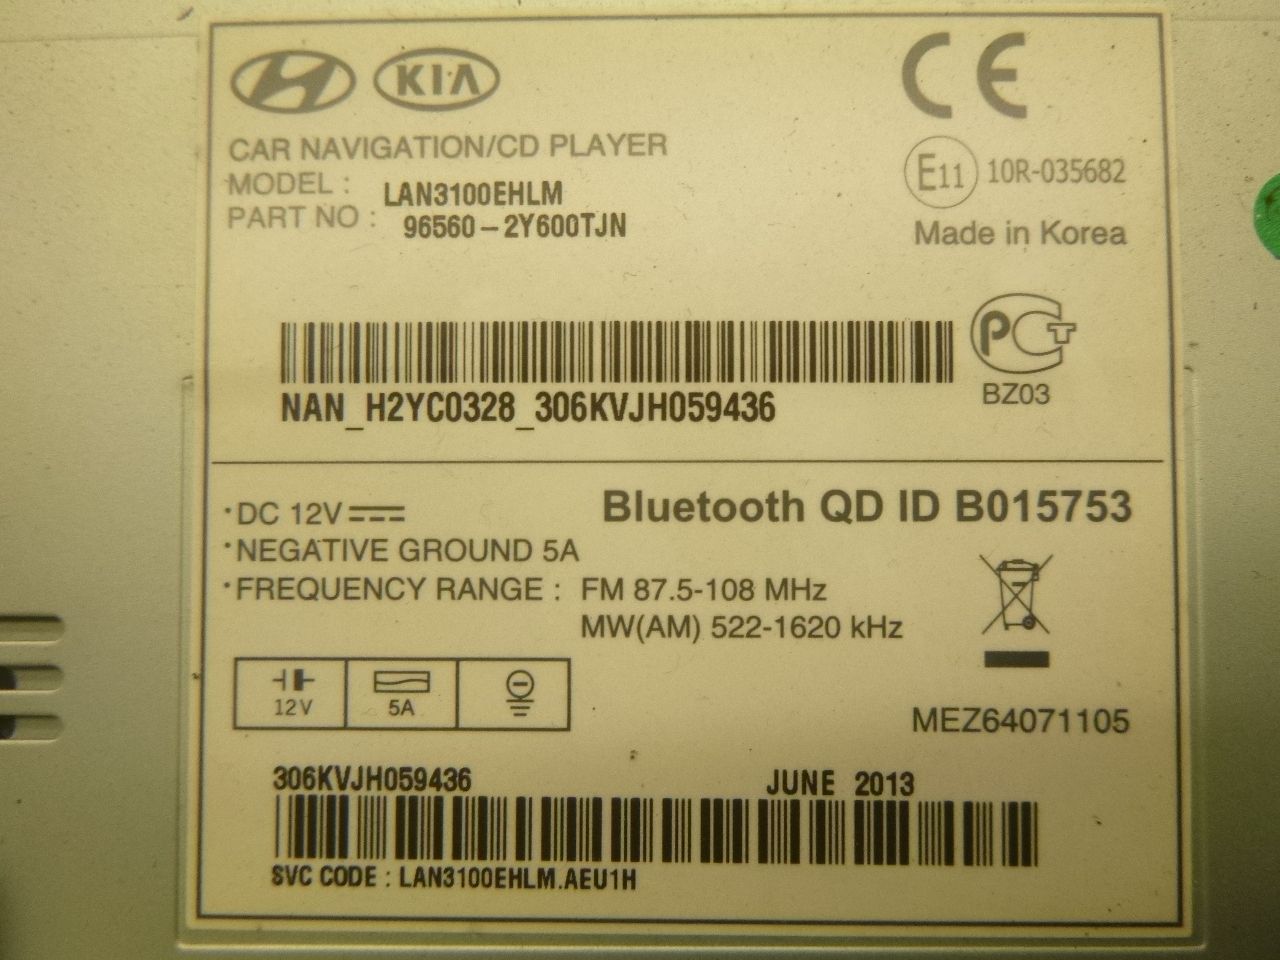 KIA
CE
CAR NAVIGATION/CD PLAYER
MODEL : LAN3100EHLM
PART NO : 96560-2Y600TJN
E11 10R-035682
Made in Korea
NAN_H2YC0328_306KVJH059436
PCT
BZ03
·DC 12V
Bluetooth QD ID B015753
·NEGATIVE GROUND 5A
·FREQUENCY RANGE : FM 87.5-108 MHz
MW(AM) 522-1620 kHz
12V 5A
MEZ64071105
306KVJH059436 JUNE 2013
SVC CODE : LAN3100EHLM.AEU1H